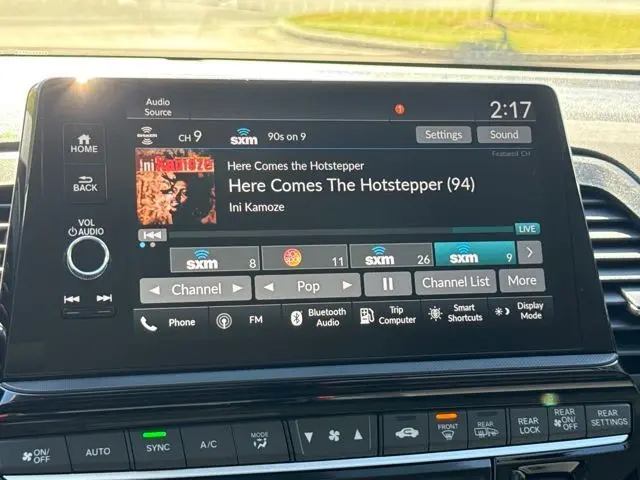 Audio
Source
1
2:17
HOME
BACK
VOL
AUDIO
CH 9
sxm
90s on 9
Settings
Sound
Featured CH
Ini Kamoze
Here Comes the Hotstepper
Here Comes The Hotstepper (94)
Ini Kamoze
LIVE
sxm 8
11
sxm 26
sxm 9
Channel
Pop
Channel List
More
Phone
FM
Bluetooth
Audio
Trip
Computer
Smart
Shortcuts
Display
Mode
ON/
OFF
AUTO
SYNC
A/C
MODE
FRONT
REAR
REAR
LOCK
REAR
ON/
OFF
REAR
SETTINGS